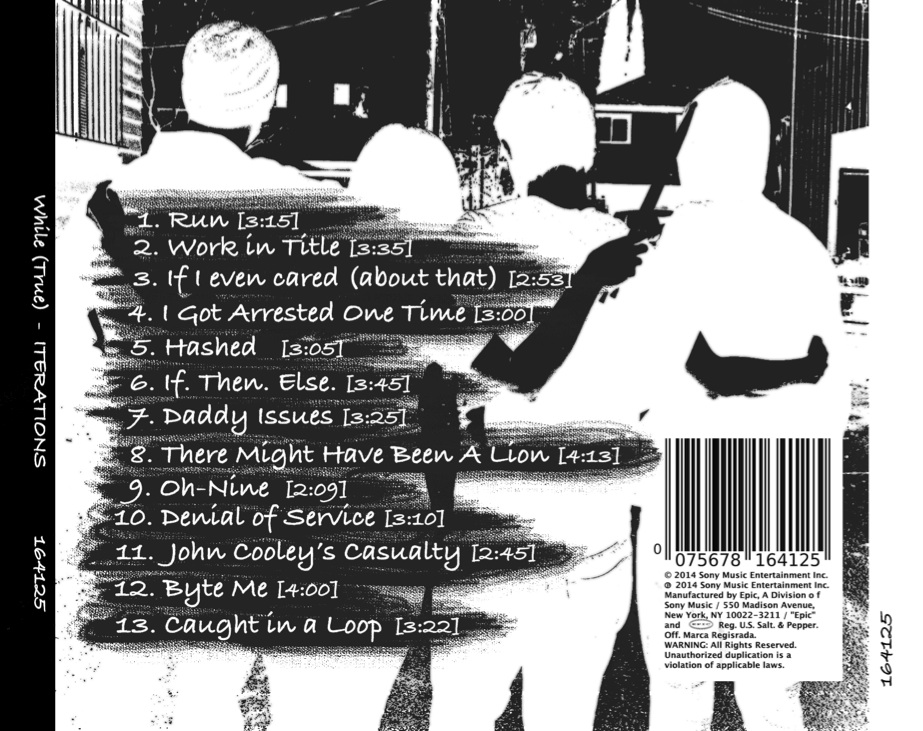 While (True) - ITERATIONS 164125
1. Run [3:15]
2. Work in Title [3:35]
3. If I even cared (about that) [2:53]
4. I Got Arrested One Time [3:00]
5. Hashed [3:05]
6. If. Then. Else. [3:45]
7. Daddy Issues [3:25]
8. There Might Have Been A Lion [4:13]
9. Oh-Nine [2:09]
10. Denial of Service [3:10]
11. John Cooley's Casualty [2:45]
12. Byte Me [4:00]
13. Caught in a Loop [3:22]
0 075678 164125
© 2014 Sony Music Entertainment Inc.
℗ 2014 Sony Music Entertainment Inc.
Manufactured by Epic, A Division o f
Sony Music / 550 Madison Avenue,
New York, NY 10022-3211 / "Epic"
and Reg. U.S. Salt. & Pepper.
Off. Marca Regisrada.
WARNING: All Rights Reserved.
Unauthorized duplication is a
violation of applicable laws.
164125